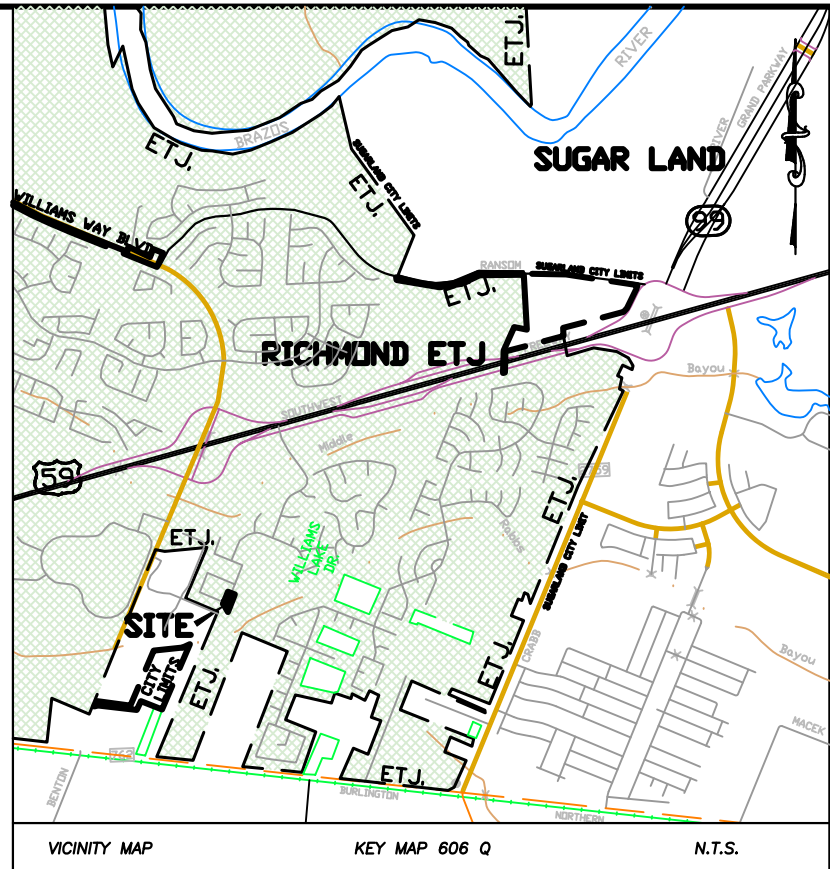 ETJ.
RIVER
GRAND PARKWAY
RIVER
BRAZOS
ETJ.
SUGARLAND CITY LIMITS
ETJ.
SUGAR LAND
99
WILLIAMS WAY BLVD
RANSOM
SUGARLAND CITY LIMITS
ETJ.
RICHMOND ETJ
Bayou
SOUTHWEST
Middle
59
ETJ.
Rabbs
SUGARLAND CITY LIMIT
ETJ.
WILLIAMS
LAKE
DR.
SITE
CRABB
Bayou
CITY
LIMITS
ETJ.
ETJ.
MACEK
762
BENTON
ETJ.
BURLINGTON
NORTHERN
VICINITY MAP
KEY MAP 606 Q
N.T.S.